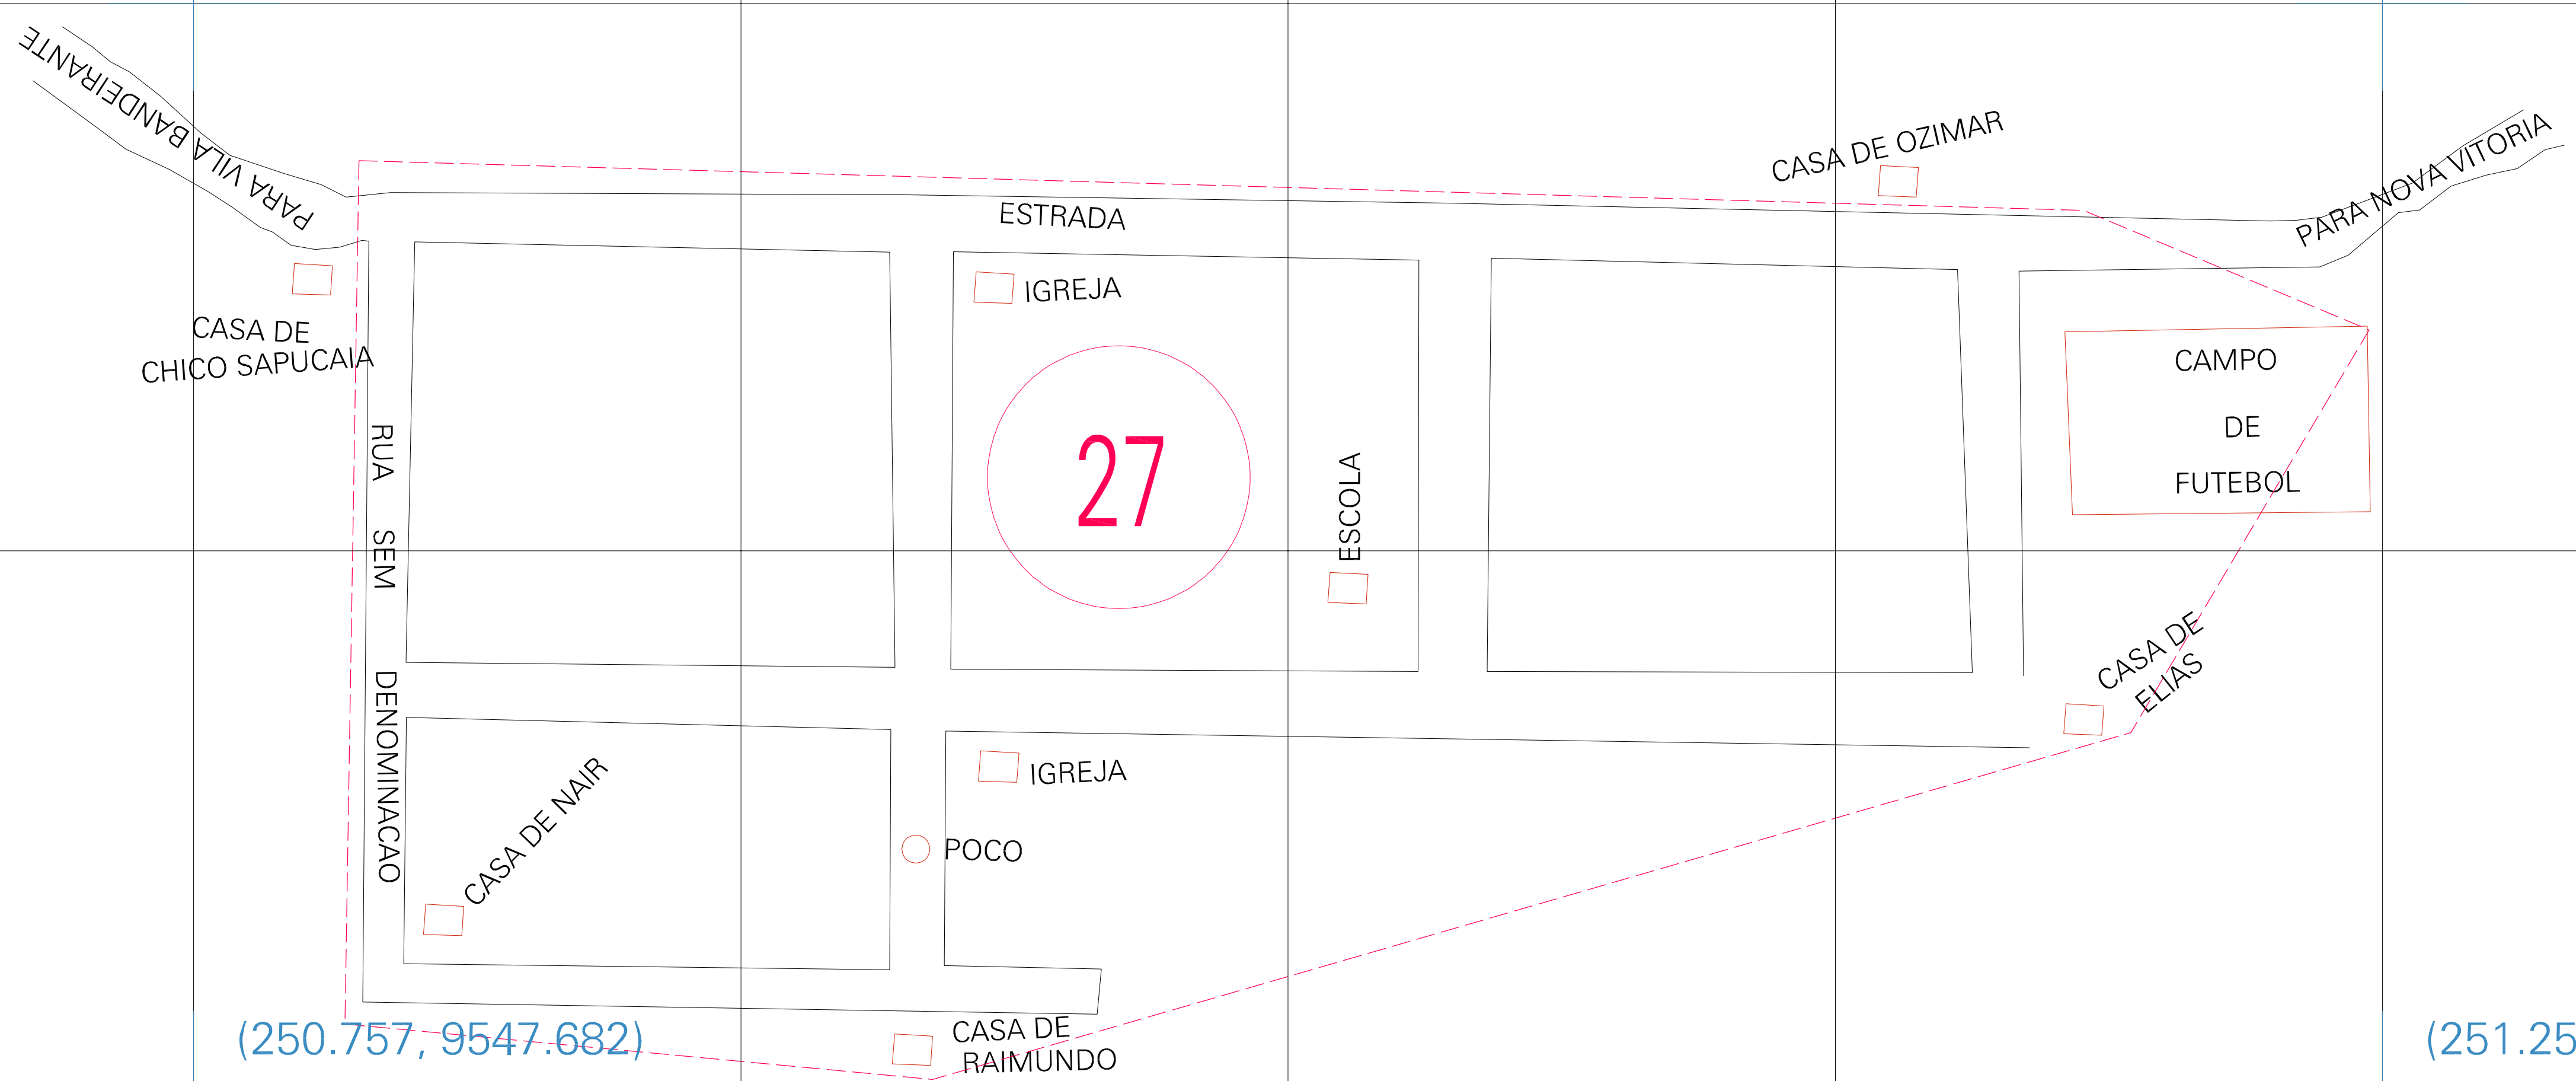 PARA VILA BANDEIRANTE
CASA DE OZIMAR
PARA NOVA VITORIA
ESTRADA
IGREJA
CASA DE
CHICO SAPUCAIA
CAMPO
DE
FUTEBOL
27
ESCOLA
RUA SEM DENOMINACAO
CASA DE
ELIAS
IGREJA
CASA DE NAIR
POCO
CASA DE
RAIMUNDO
(250.757, 9547.682)
(251.25